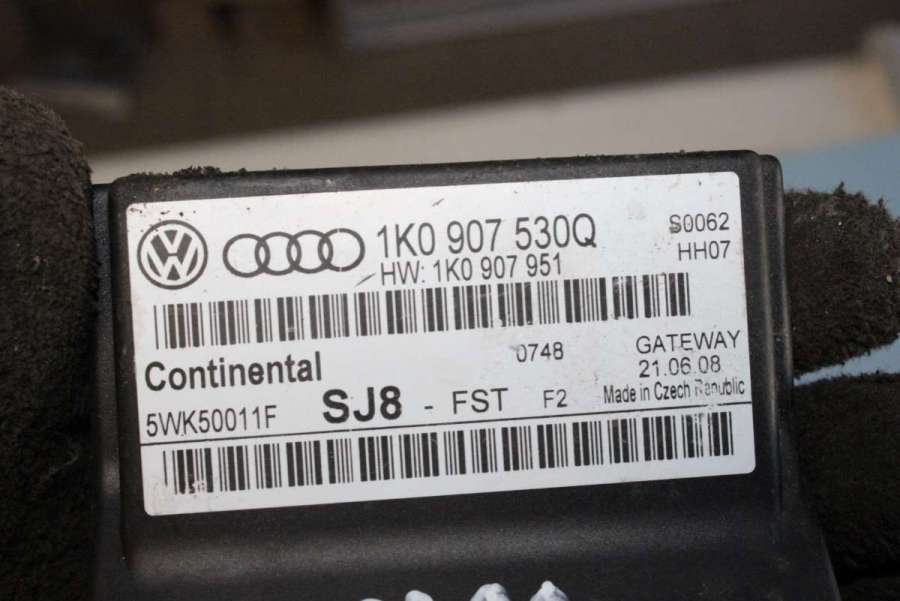 1K0 907 530Q
S0062
HW: 1K0 907 951
HH07
Continental
0748
GATEWAY
21.06.08
5WK50011F
SJ8 - FST F2
Made in Czech Republic